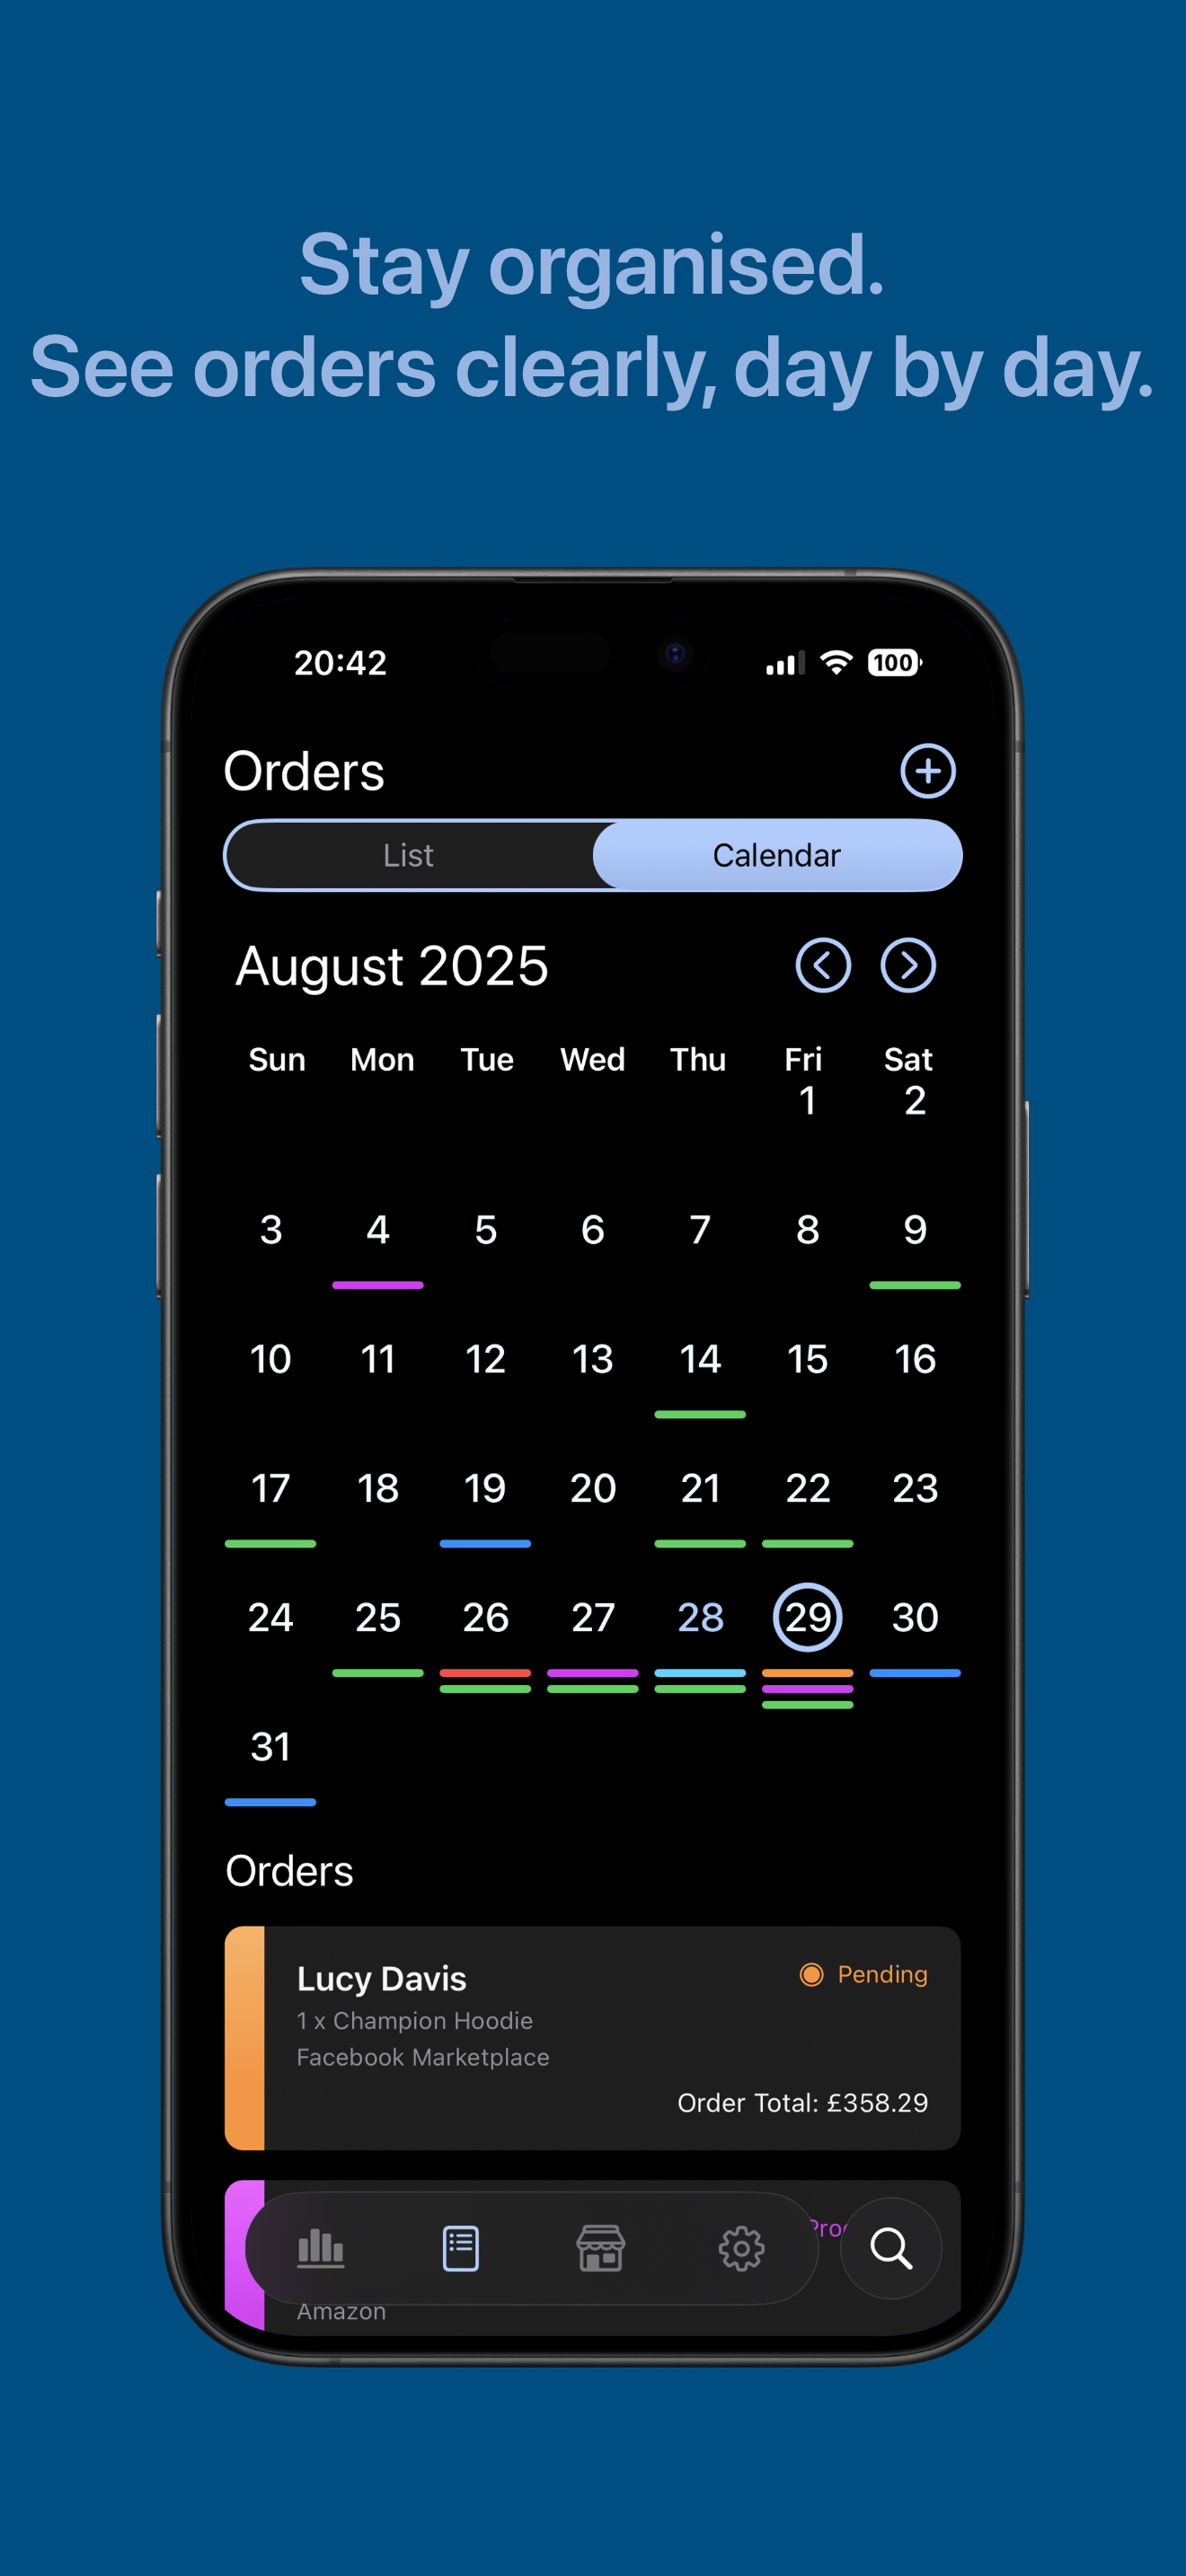 Stay organised.
See orders clearly, day by day.
20:42
100
Orders
List Calendar
August 2025
Sun Mon Tue Wed Thu Fri Sat
1 2
3 4 5 6 7 8 9
10 11 12 13 14 15 16
17 18 19 20 21 22 23
24 25 26 27 28 29 30
31
Orders
Lucy Davis Pending
1 x Champion Hoodie
Facebook Marketplace
Order Total: £358.29
Amazon